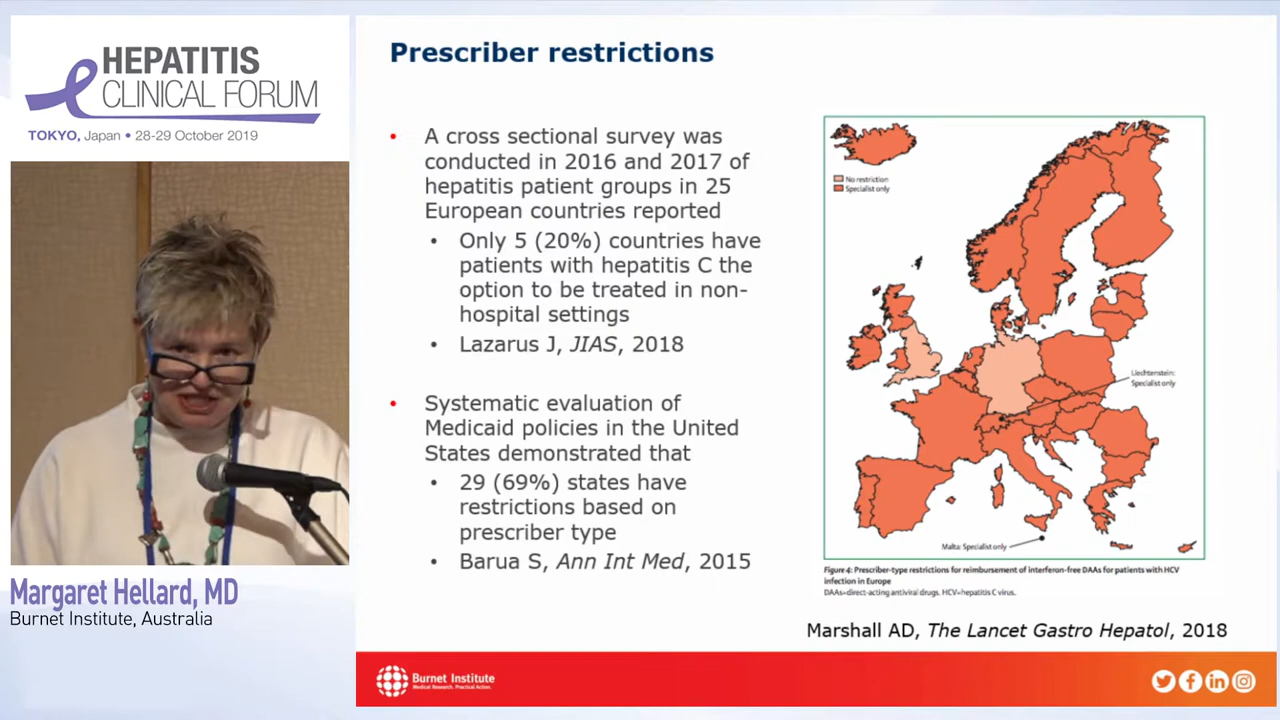 HEPATITIS
CLINICAL FORUM
TOKYO, Japan • 28-29 October 2019
Margaret Hellard, MD
Burnet Institute, Australia
Prescriber restrictions
• A cross sectional survey was
conducted in 2016 and 2017 of
hepatitis patient groups in 25
European countries reported
• Only 5 (20%) countries have
patients with hepatitis C the
option to be treated in non-
hospital settings
• Lazarus J, JIAS, 2018
• Systematic evaluation of
Medicaid policies in the United
States demonstrated that
• 29 (69%) states have
restrictions based on
prescriber type
• Barua S, Ann Int Med, 2015
No restriction
Specialist only
Liechtenstein:
Specialist only
Malta: Specialist only
Figure 4: Prescriber-type restrictions for reimbursement of interferon-free DAAs for patients with HCV
infection in Europe
DAAs=direct-acting antiviral drugs. HCV=hepatitis C virus.
Marshall AD, The Lancet Gastro Hepatol, 2018
Burnet Institute
Medical Research. Practical Action.